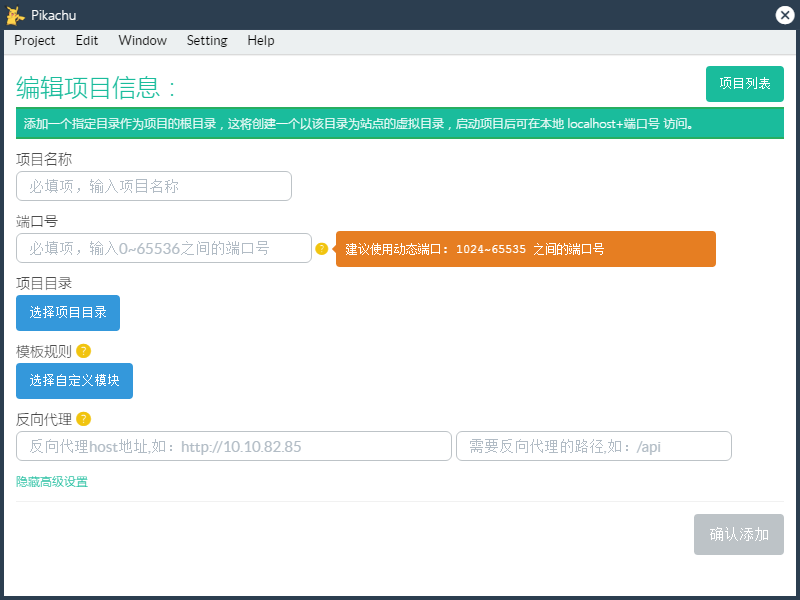 Pikachu
Project Edit Window Setting Help
编辑项目信息：
项目列表
添加一个指定目录作为项目的根目录，这将创建一个以该目录为站点的虚拟目录，启动项目后可在本地 localhost+端口号 访问。
项目名称
必填项，输入项目名称
端口号
必填项，输入0~65536之间的端口号 ? 建议使用动态端口: 1024~65535 之间的端口号
项目目录
选择项目目录
模板规则 ?
选择自定义模块
反向代理 ?
反向代理host地址,如：http://10.10.82.85 需要反向代理的路径,如：/api
隐藏高级设置
确认添加